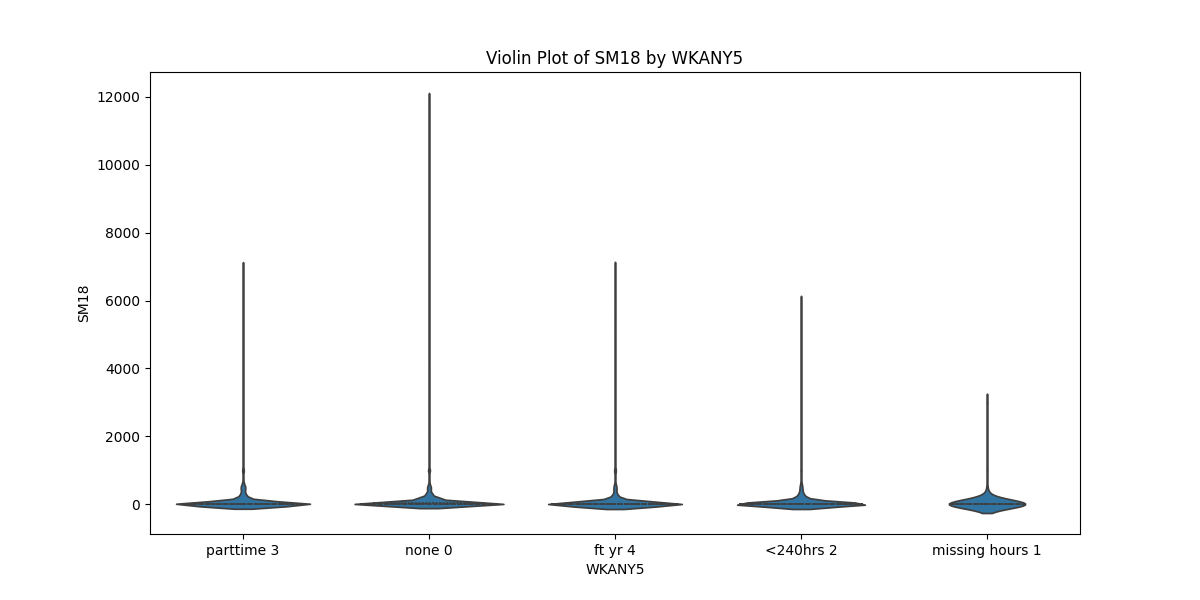 Violin Plot of SM18 by WKANY5
12000
10000
8000
6000
4000
2000
0
SM18
parttime 3
none 0
ft yr 4
<240hrs 2
missing hours 1
WKANY5